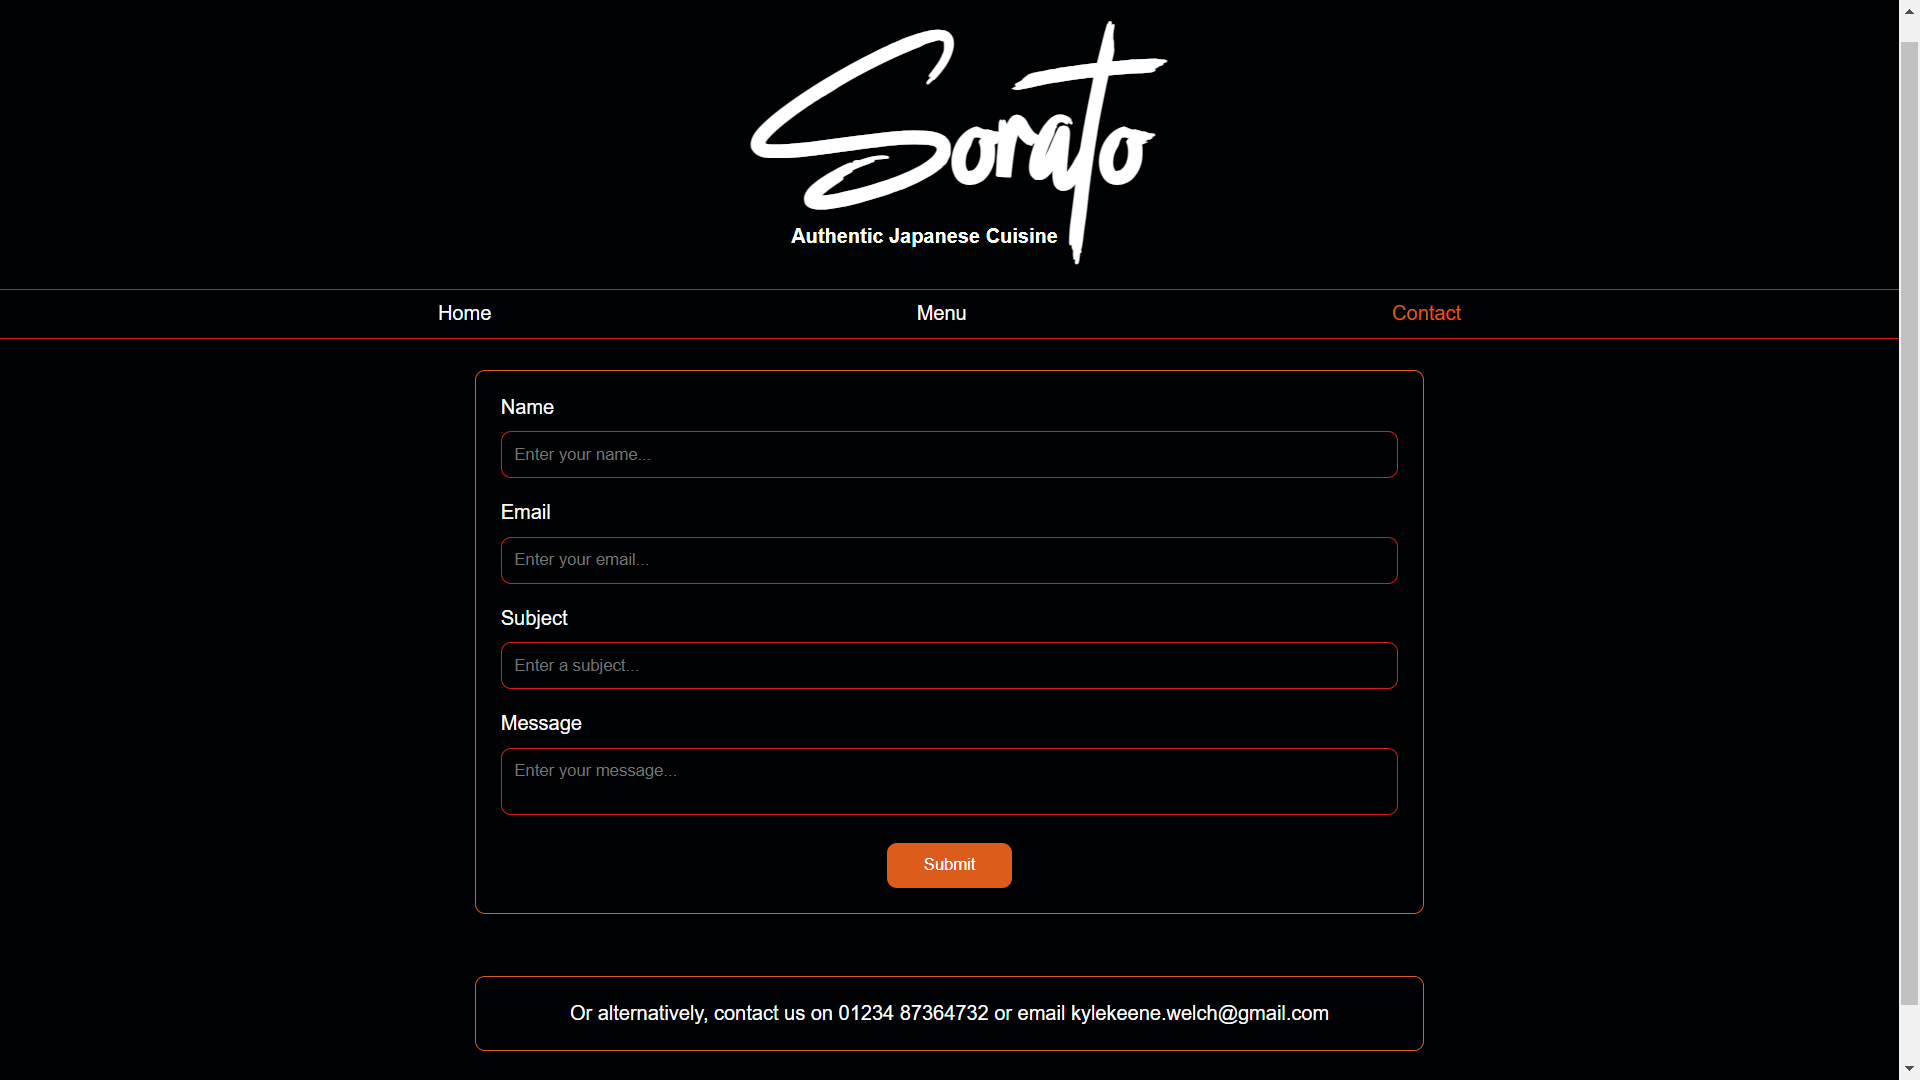 Sorato
Authentic Japanese Cuisine
Home Menu Contact
Name
Enter your name...
Email
Enter your email...
Subject
Enter a subject...
Message
Enter your message...
Submit
Or alternatively, contact us on 01234 87364732 or email kylekeene.welch@gmail.com